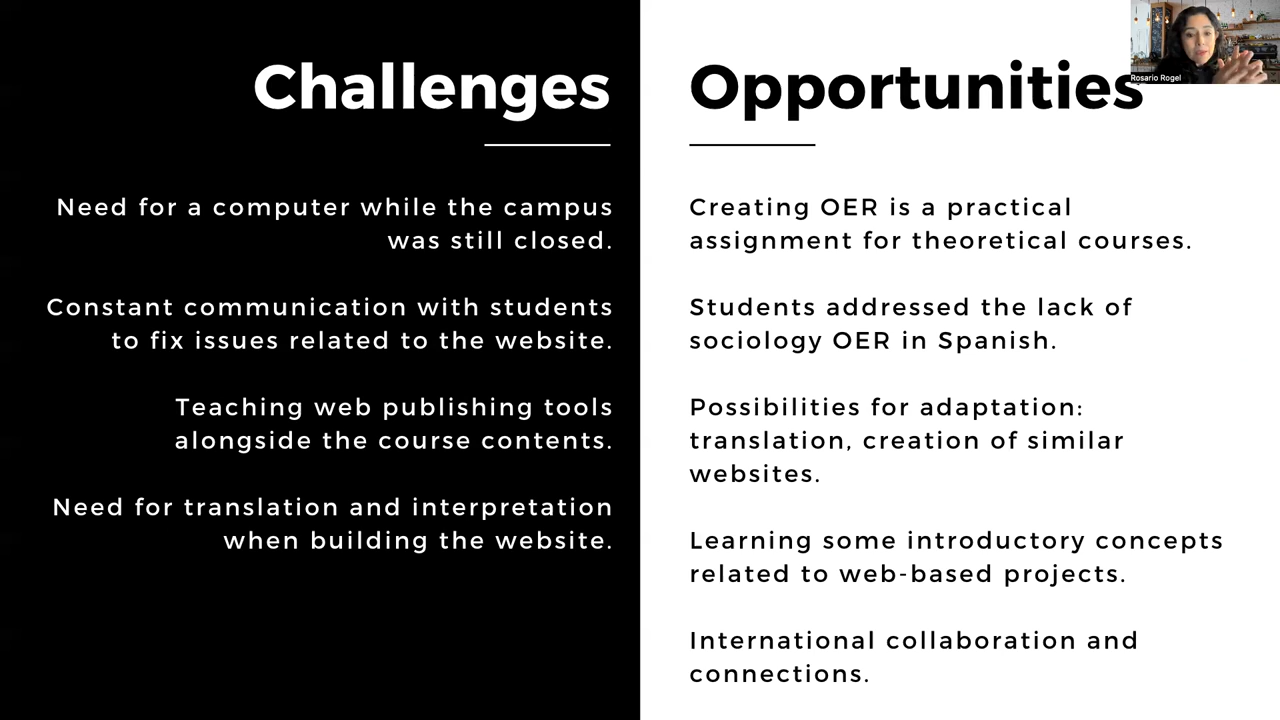 Challenges
Need for a computer while the campus
was still closed.
Constant communication with students
to fix issues related to the website.
Teaching web publishing tools
alongside the course contents.
Need for translation and interpretation
when building the website.
Opportunities
Creating OER is a practical
assignment for theoretical courses.
Students addressed the lack of
sociology OER in Spanish.
Possibilities for adaptation:
translation, creation of similar
websites.
Learning some introductory concepts
related to web-based projects.
International collaboration and
connections.
Rosario Rogel